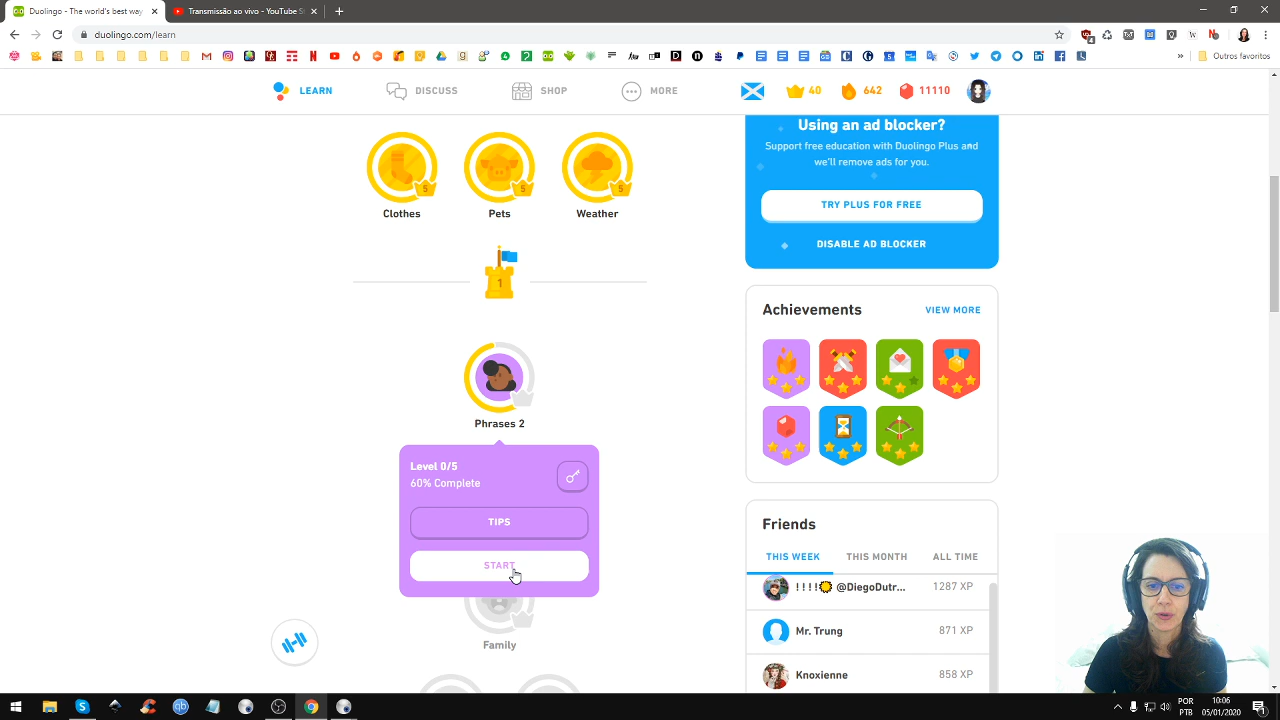 Duolingo - The world's best way
Transmissão ao vivo - YouTube S
duolingo.com/learn
Outros favoritos
LEARN
DISCUSS
SHOP
MORE
40
642
11110
Using an ad blocker?
Support free education with Duolingo Plus and
we'll remove ads for you.
TRY PLUS FOR FREE
DISABLE AD BLOCKER
5
5
5
Clothes
Pets
Weather
1
Achievements
VIEW MORE
Phrases 2
Level 0/5
60% Complete
TIPS
START
Friends
THIS WEEK
THIS MONTH
ALL TIME
!!!! @DiegoDutr...
1287 XP
Mr. Trung
871 XP
Knoxienne
858 XP
Family
POR
PTB
10:06
05/01/2020